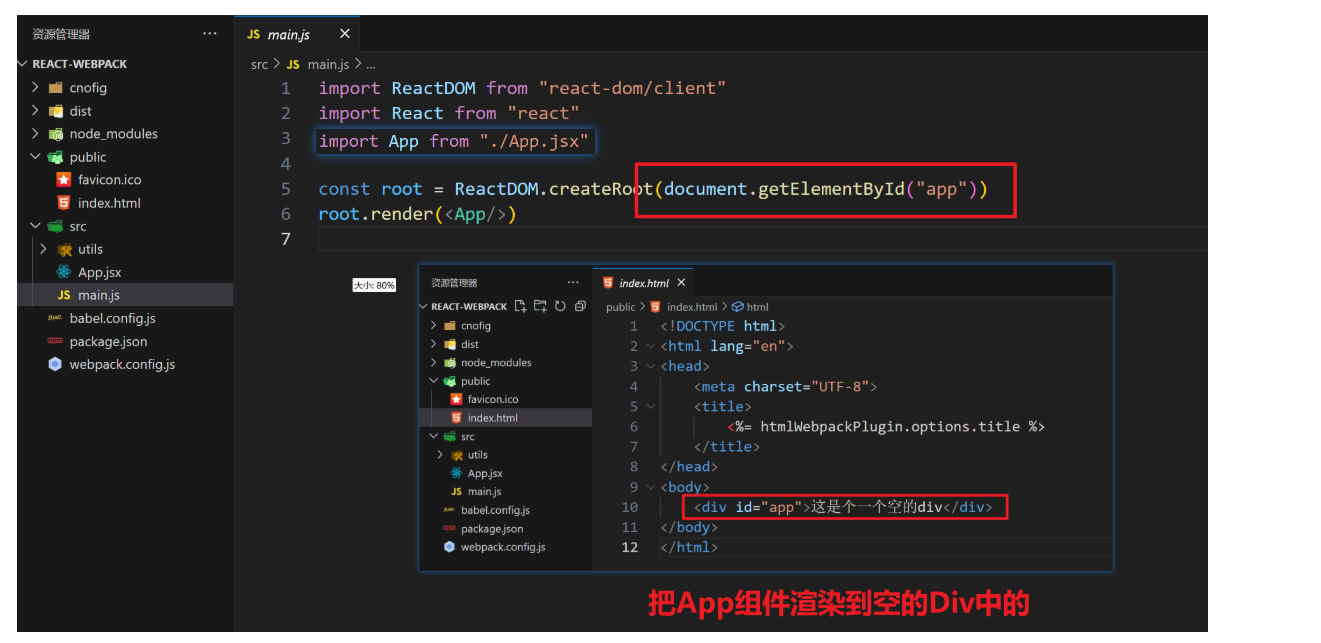 资源管理器 ···
REACT-WEBPACK
cnofig
dist
node_modules
public
favicon.ico
index.html
src
utils
App.jsx
JS main.js
babel.config.js
package.json
webpack.config.js
JS main.js ×
src > JS main.js > ...
1 import ReactDOM from "react-dom/client"
2 import React from "react"
3 import App from "./App.jsx"
4
5 const root = ReactDOM.createRoot(document.getElementById("app"))
6 root.render(<App/>)
7
大小: 80%
资源管理器 ···
REACT-WEBPACK
cnofig
dist
node_modules
public
favicon.ico
index.html
src
utils
App.jsx
JS main.js
babel.config.js
package.json
webpack.config.js
index.html ×
public > index.html > html
1 <!DOCTYPE html>
2 <html lang="en">
3 <head>
4 <meta charset="UTF-8">
5 <title>
6 <%= htmlWebpackPlugin.options.title %>
7 </title>
8 </head>
9 <body>
10 <div id="app">这是个一个空的div</div>
11 </body>
12 </html>
把App组件渲染到空的Div中的